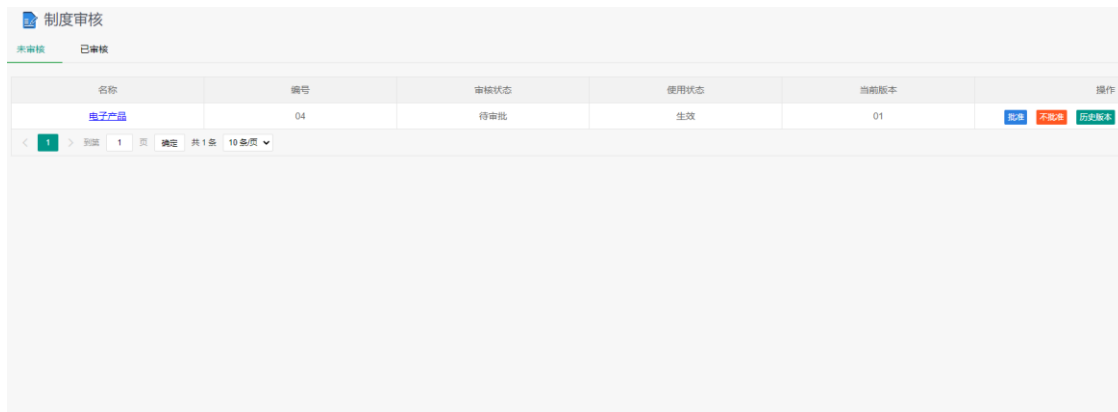 制度审核
未审核 已审核
名称 编号 审核状态 使用状态 当前版本 操作
电子产品 04 待审批 生效 01 批准 不批准 历史版本
< 1 > 到第 1 页 确定 共1条 10条/页